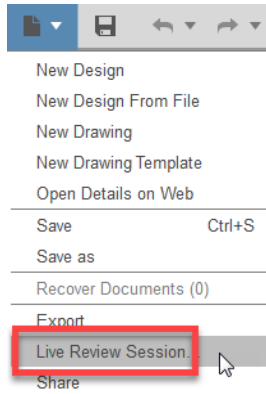 New Design
New Design From File
New Drawing
New Drawing Template
Open Details on Web
Save Ctrl+S
Save as
Recover Documents (0)
Export
Live Review Session...
Share